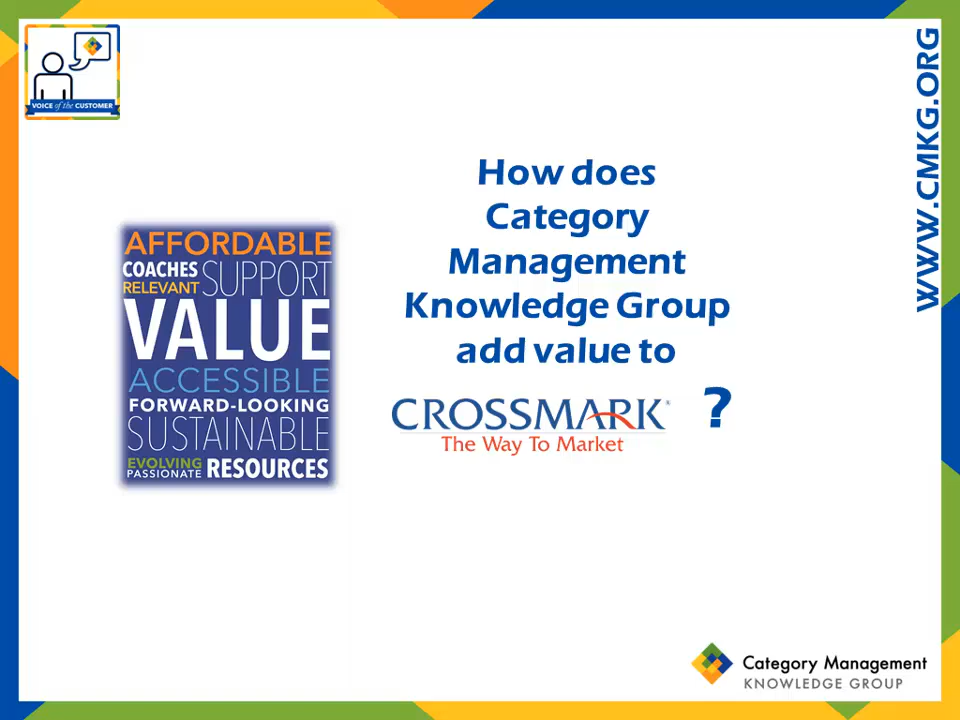 VOICE of the CUSTOMER
WWW.CMKG.ORG
How does
Category
Management
Knowledge Group
add value to
CROSSMARK® ?
The Way To Market
AFFORDABLE
COACHES SUPPORT
RELEVANT
VALUE
ACCESSIBLE
FORWARD-LOOKING
SUSTAINABLE
EVOLVING RESOURCES
PASSIONATE
Category Management
KNOWLEDGE GROUP